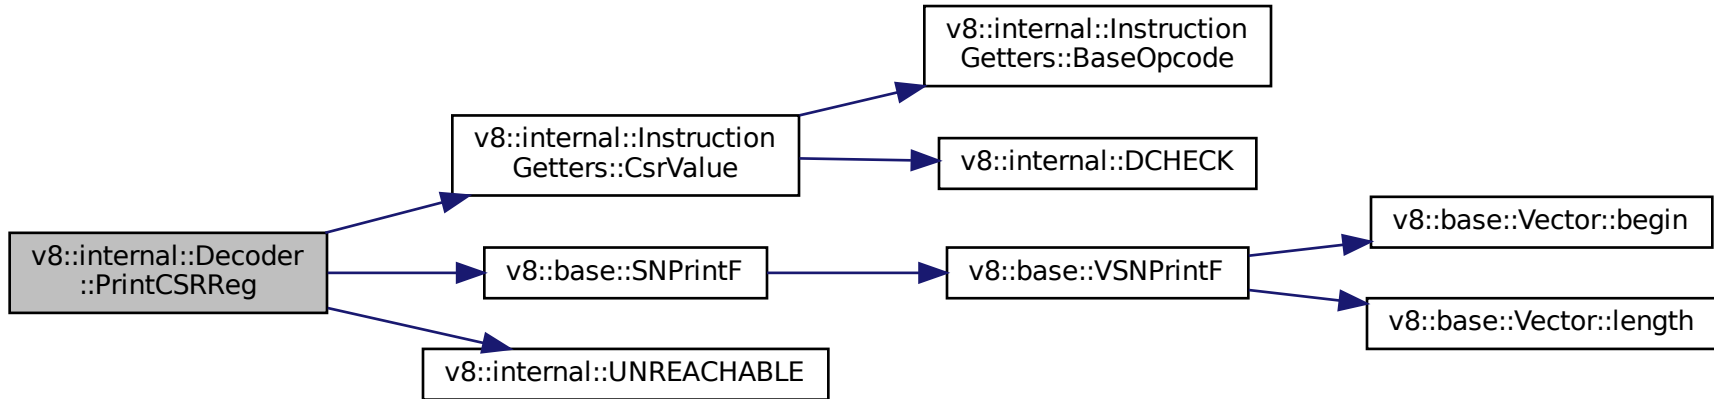 v8::internal::Instruction
Getters::BaseOpcode
v8::internal::Instruction
Getters::CsrValue
v8::internal::DCHECK
v8::base::Vector::begin
v8::internal::Decoder
::PrintCSRReg
v8::base::SNPrintF
v8::base::VSNPrintF
v8::base::Vector::length
v8::internal::UNREACHABLE